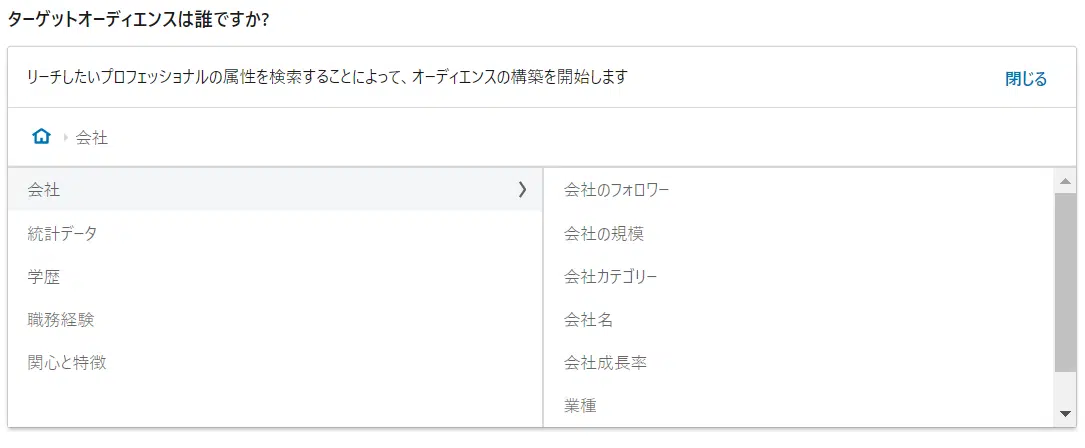 ターゲットオーディエンスは誰ですか?
リーチしたいプロフェッショナルの属性を検索することによって、オーディエンスの構築を開始します
閉じる
会社
会社
統計データ
学歴
職務経験
関心と特徴
会社のフォロワー
会社の規模
会社カテゴリー
会社名
会社成長率
業種